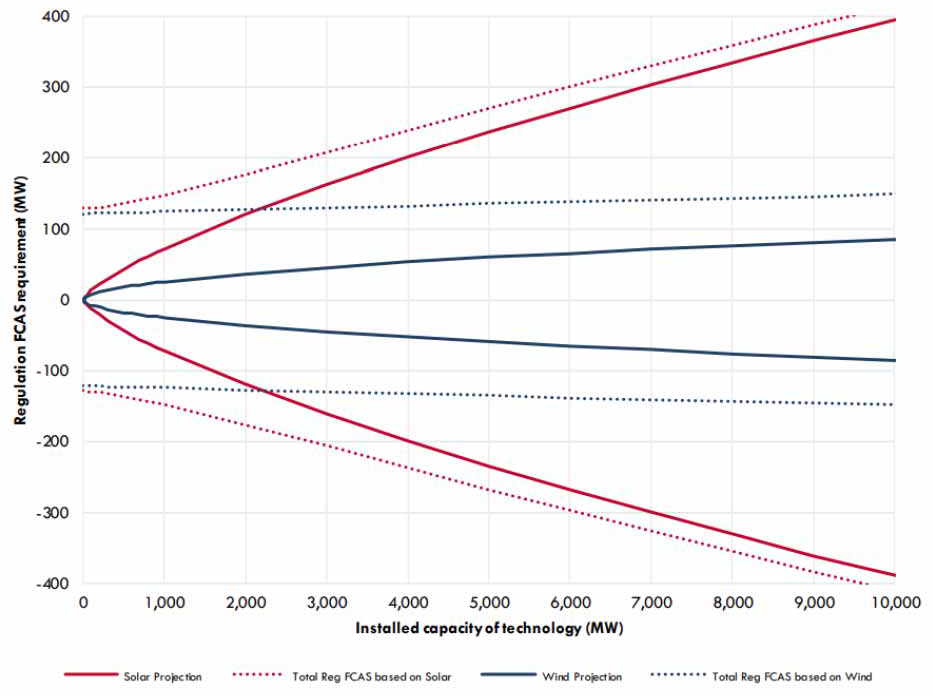 400
300
200
100
0
-100
-200
-300
-400
Regulation FCAS requirement (MW)
0 1,000 2,000 3,000 4,000 5,000 6,000 7,000 8,000 9,000 10,000
Installed capacity of technology (MW)
Solar Projection Total Reg FCAS based on Solar Wind Projection Total Reg FCAS based on Wind